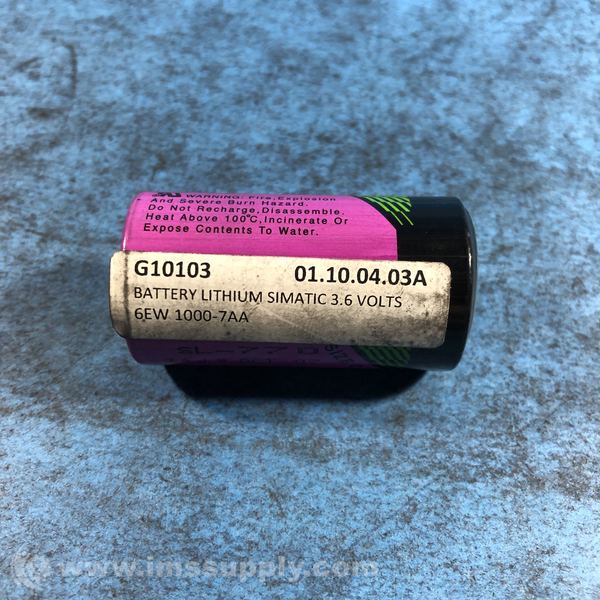 WARNING: Fire, Explosion
And Severe Burn Hazard.
Do Not Recharge, Disassemble.
Heat Above 100°C, Incinerate Or
Expose Contents To Water.
G10103 01.10.04.03A
BATTERY LITHIUM SIMATIC 3.6 VOLTS
6EW 1000-7AA
www.imssupply.com